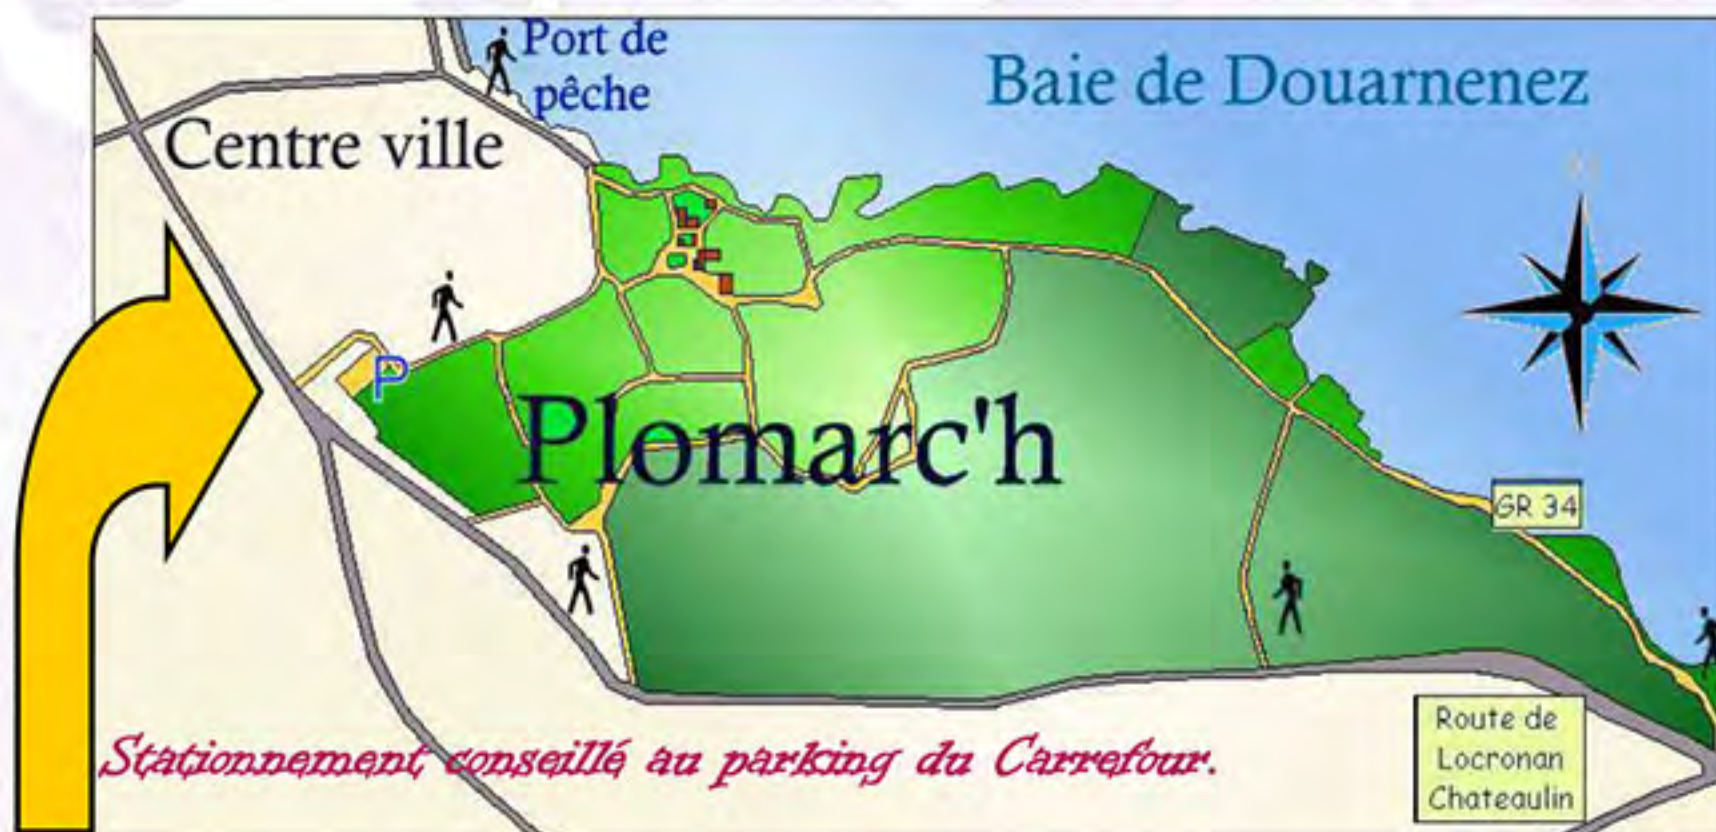 Port de
pêche
Baie de Douarnenez
Centre ville
P
Plomarc'h
GR 34
Route de
Locronan
Chateaulin
Stationnement conseillé au parking du Carrefour.